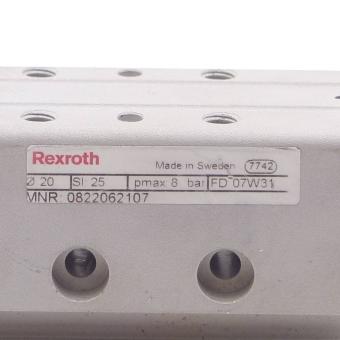 Rexroth Made in Sweden 7742
Ø 20 SI 25 pmax 8 bar FD 07W31
MNR: 0822062107